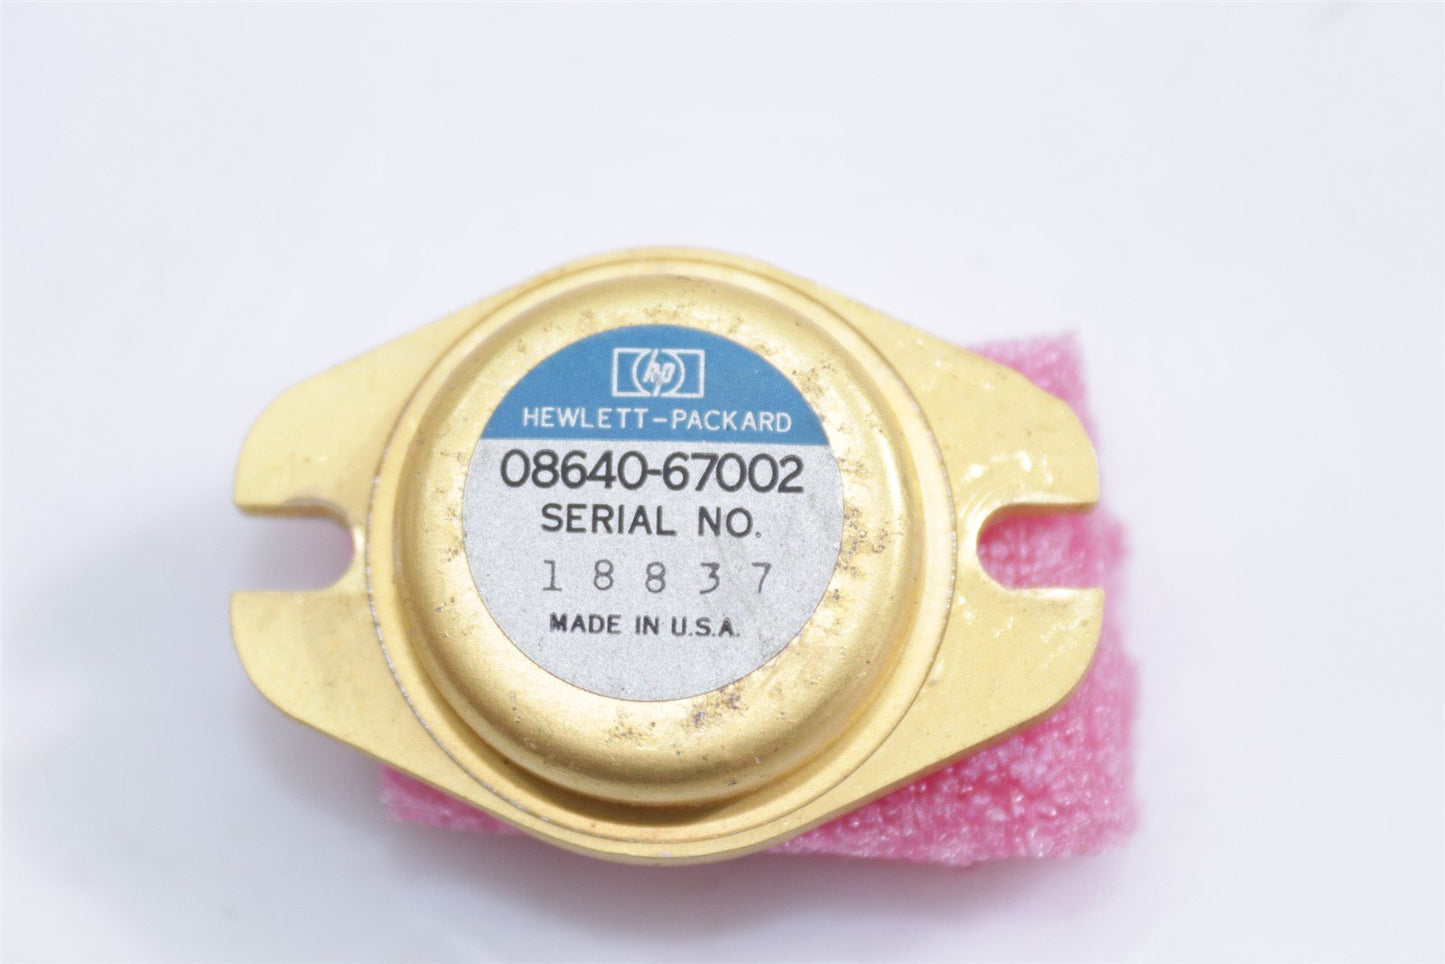 hp
HEWLETT-PACKARD
08640-67002
SERIAL NO.
18837
MADE IN U.S.A.